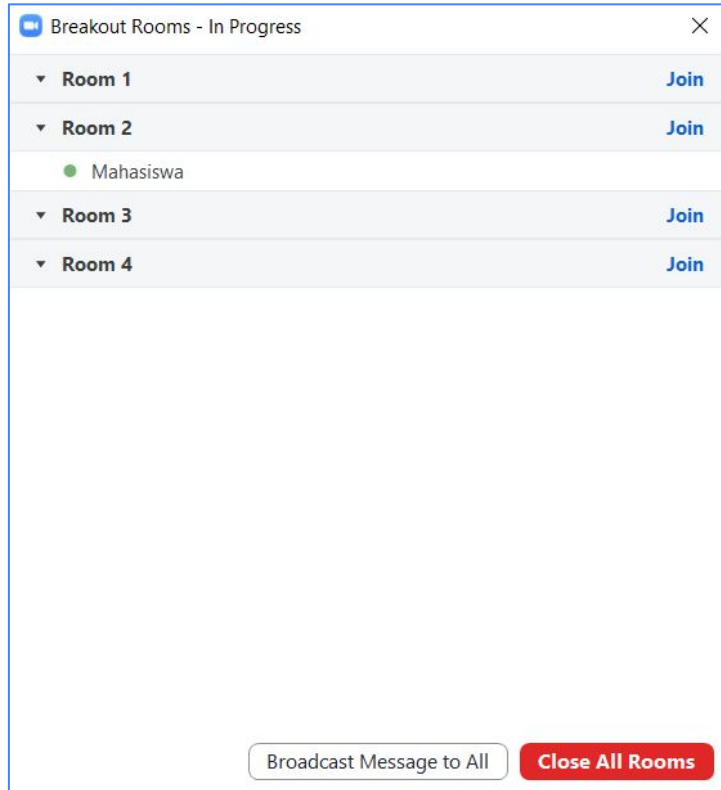 Breakout Rooms - In Progress
Room 1 Join
Room 2 Join
Mahasiswa
Room 3 Join
Room 4 Join
Broadcast Message to All Close All Rooms